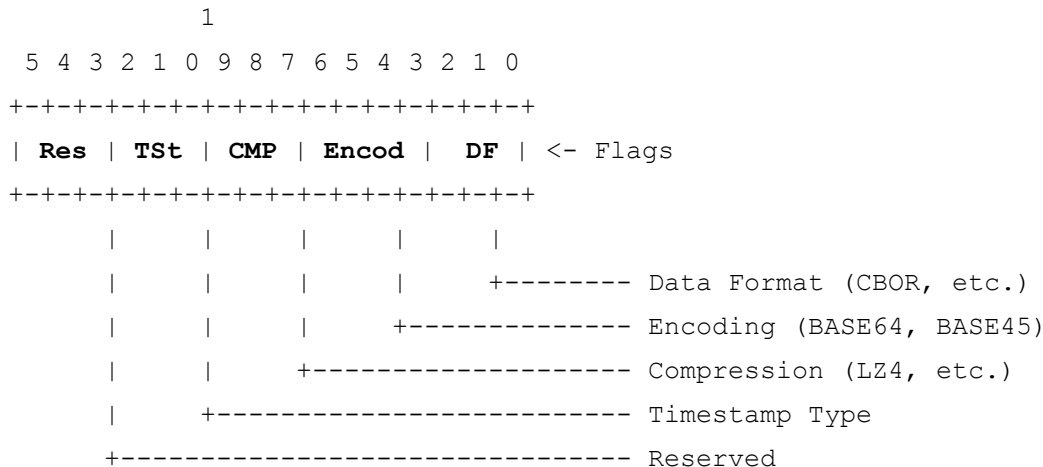 1
 5 4 3 2 1 0 9 8 7 6 5 4 3 2 1 0
+-+-+-+-+-+-+-+-+-+-+-+-+-+-+-+-+
| Res | TSt | CMP | Encod |  DF | <- Flags
+-+-+-+-+-+-+-+-+-+-+-+-+-+-+-+-+
      |     |     |     |     |
      |     |     |     |     +-------- Data Format (CBOR, etc.)
      |     |     |     +-------------- Encoding (BASE64, BASE45)
      |     |     +-------------------- Compression (LZ4, etc.)
      |     +-------------------------- Timestamp Type
      +-------------------------------- Reserved